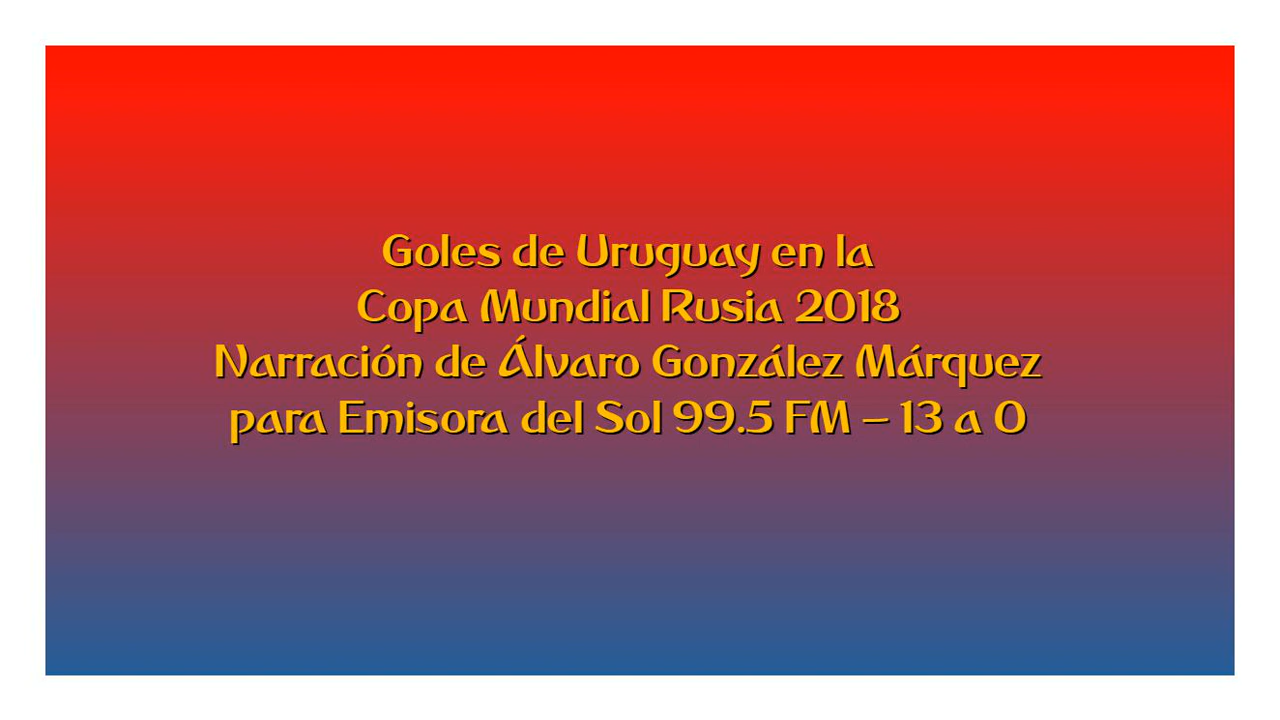 Goles de Uruguay en la
Copa Mundial Rusia 2018
Narración de Álvaro González Márquez
para Emisora del Sol 99.5 FM – 13 a 0